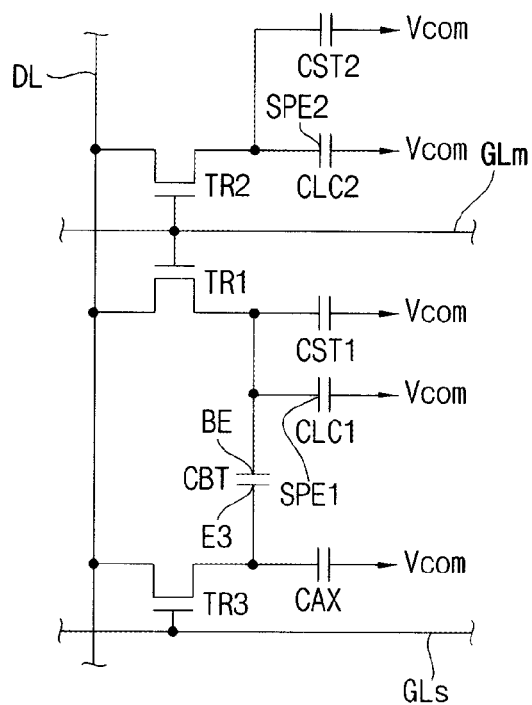 Vcom
CST2
DL
SPE2
Vcom
GLm
TR2
CLC2
TR1
Vcom
CST1
Vcom
BE
CLC1
CBT
SPE1
E3
Vcom
TR3
CAX
GLs